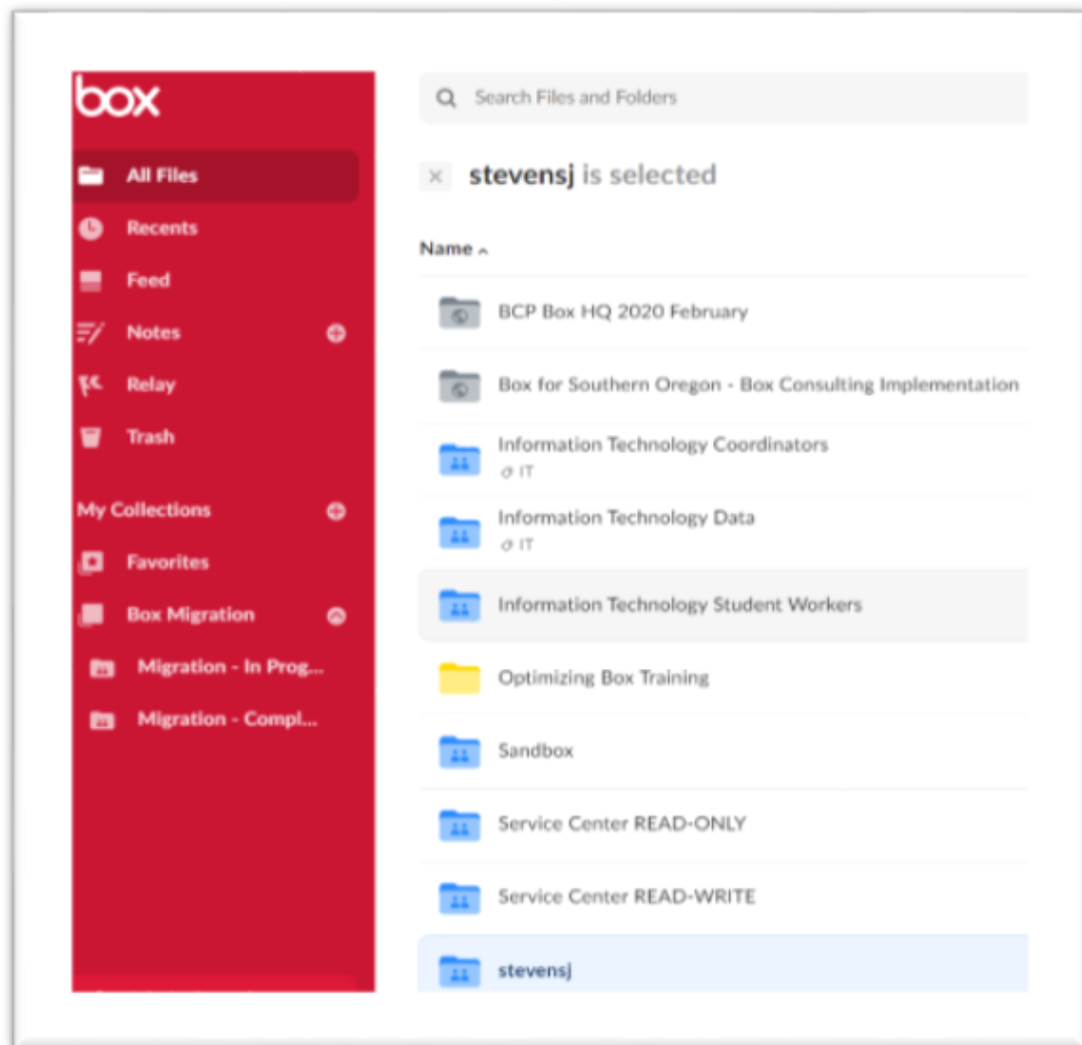 box
All Files
Recents
Feed
Notes
Relay
Trash
My Collections
Favorites
Box Migration
Migration - In Prog...
Migration - Compl...
Search Files and Folders
stevensj is selected
Name
BCP Box HQ 2020 February
Box for Southern Oregon - Box Consulting Implementation
Information Technology Coordinators
IT
Information Technology Data
IT
Information Technology Student Workers
Optimizing Box Training
Sandbox
Service Center READ-ONLY
Service Center READ-WRITE
stevensj